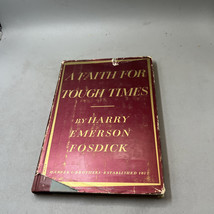 A FAITH FOR
TOUGH TIMES
BY HARRY
EMERSON
FOSDICK
HARPER & BROTHERS ESTABLISHED 1817